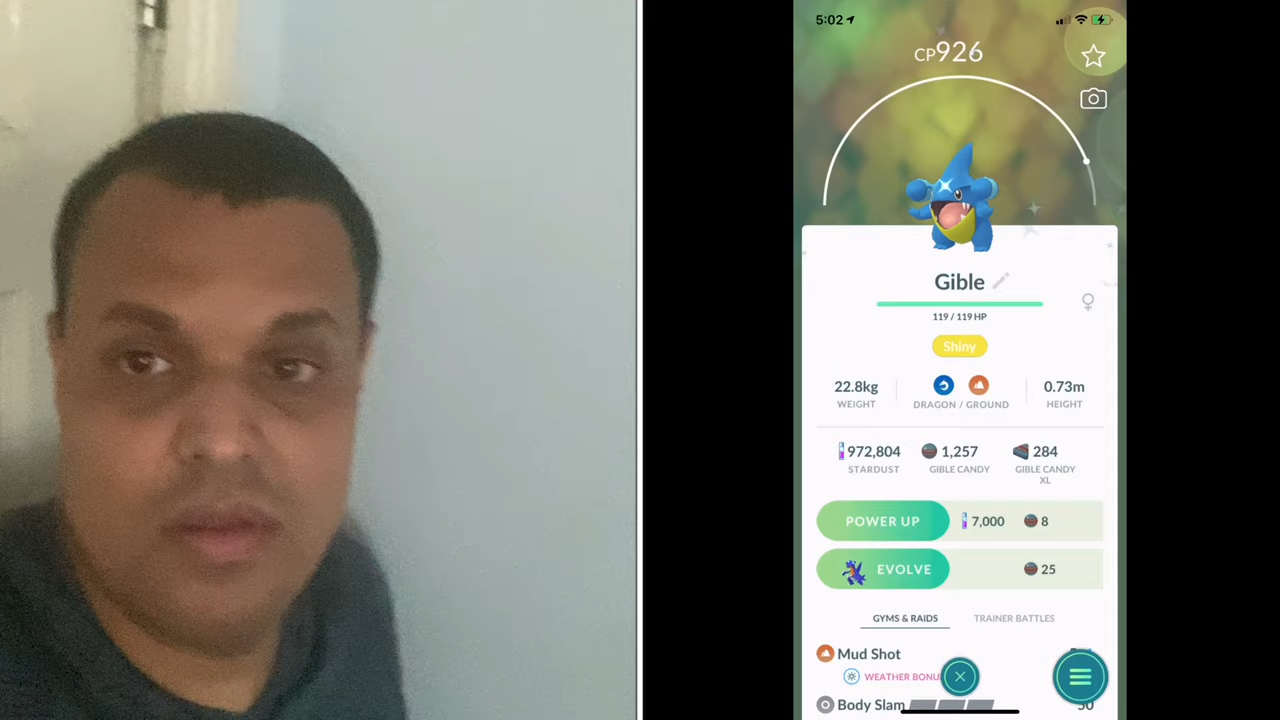 5:02
CP926
Gible
119 / 119 HP
Shiny
22.8kg
WEIGHT
DRAGON / GROUND
0.73m
HEIGHT
972,804
STARDUST
1,257
GIBLE CANDY
284
GIBLE CANDY
XL
POWER UP 7,000 8
EVOLVE 25
GYMS & RAIDS TRAINER BATTLES
Mud Shot
WEATHER BONU
Body Slam 50